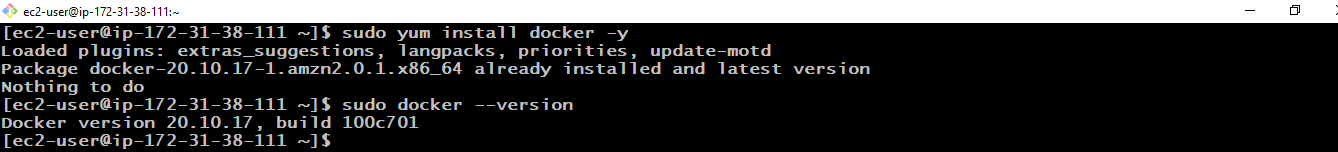 ec2-user@ip-172-31-38-111:~
[ec2-user@ip-172-31-38-111 ~]$ sudo yum install docker -y
Loaded plugins: extras_suggestions, langpacks, priorities, update-motd
Package docker-20.10.17-1.amzn2.0.1.x86_64 already installed and latest version
Nothing to do
[ec2-user@ip-172-31-38-111 ~]$ sudo docker --version
Docker version 20.10.17, build 100c701
[ec2-user@ip-172-31-38-111 ~]$